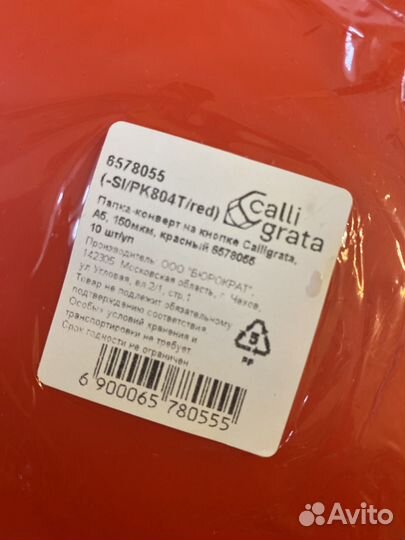 6578055
(-SI/PK804T/red)
Calli
grata
Папка-конверт на кнопке Calligrata,
А5, 150мкм, красный 6578055
10 шт/уп
Производитель: ООО "БЮРОКРАТ"
142305, Московская область, г. Чехов,
ул.Угловая, вл.2/1, стр.1
Товар не подлежит обязательному
подтверждению соответствия.
Особых условий хранения и
транспортировки не требует
Срок годности не ограничен
5
PP
6 900065 780555
Avito